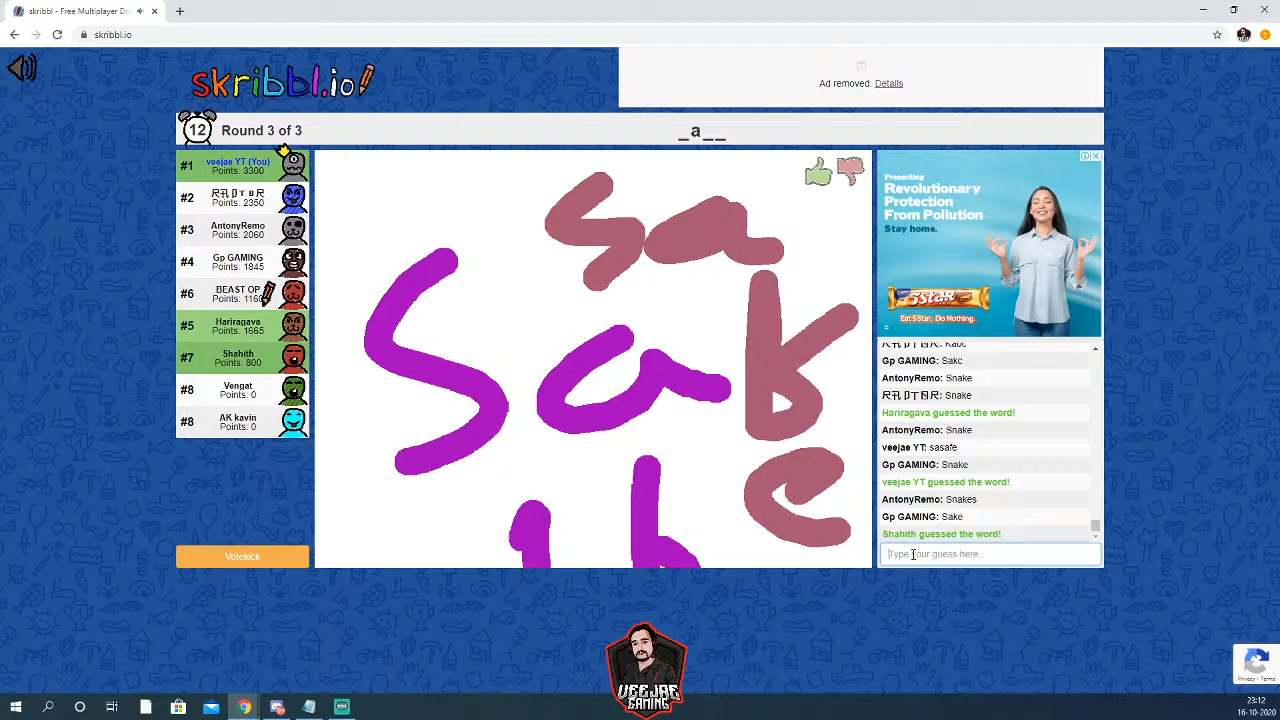 skribbl - Free Multiplayer Dr
skribbl.io
skribbl.io
Ad removed. Details
12 Round 3 of 3
_a__
#1 veejae YT (You)
Points: 3300
#2
Points: 2350
#3 AntonyRemo
Points: 2060
#4 Gp GAMING
Points: 1845
#6 BEAST OP
Points: 1160
#5 Hariragava
Points: 1665
#7 Shahith
Points: 800
#8 Vengat
Points: 0
#8 AK kavin
Points: 0
Votekick
sa
k
e
Sa
Presenting
Revolutionary
Protection
From Pollution
Stay home.
5Star
Eat 5Star. Do Nothing.
Gp GAMING: Sakc
AntonyRemo: Snake
Snake
Hariragava guessed the word!
AntonyRemo: Snake
veejae YT: sasafe
Gp GAMING: Snake
veejae YT guessed the word!
AntonyRemo: Snakes
Gp GAMING: Sake
Shahith guessed the word!
Type your guess here...
VEEJAE
GAMING
Privacy - Terms
23:12
16-10-2020